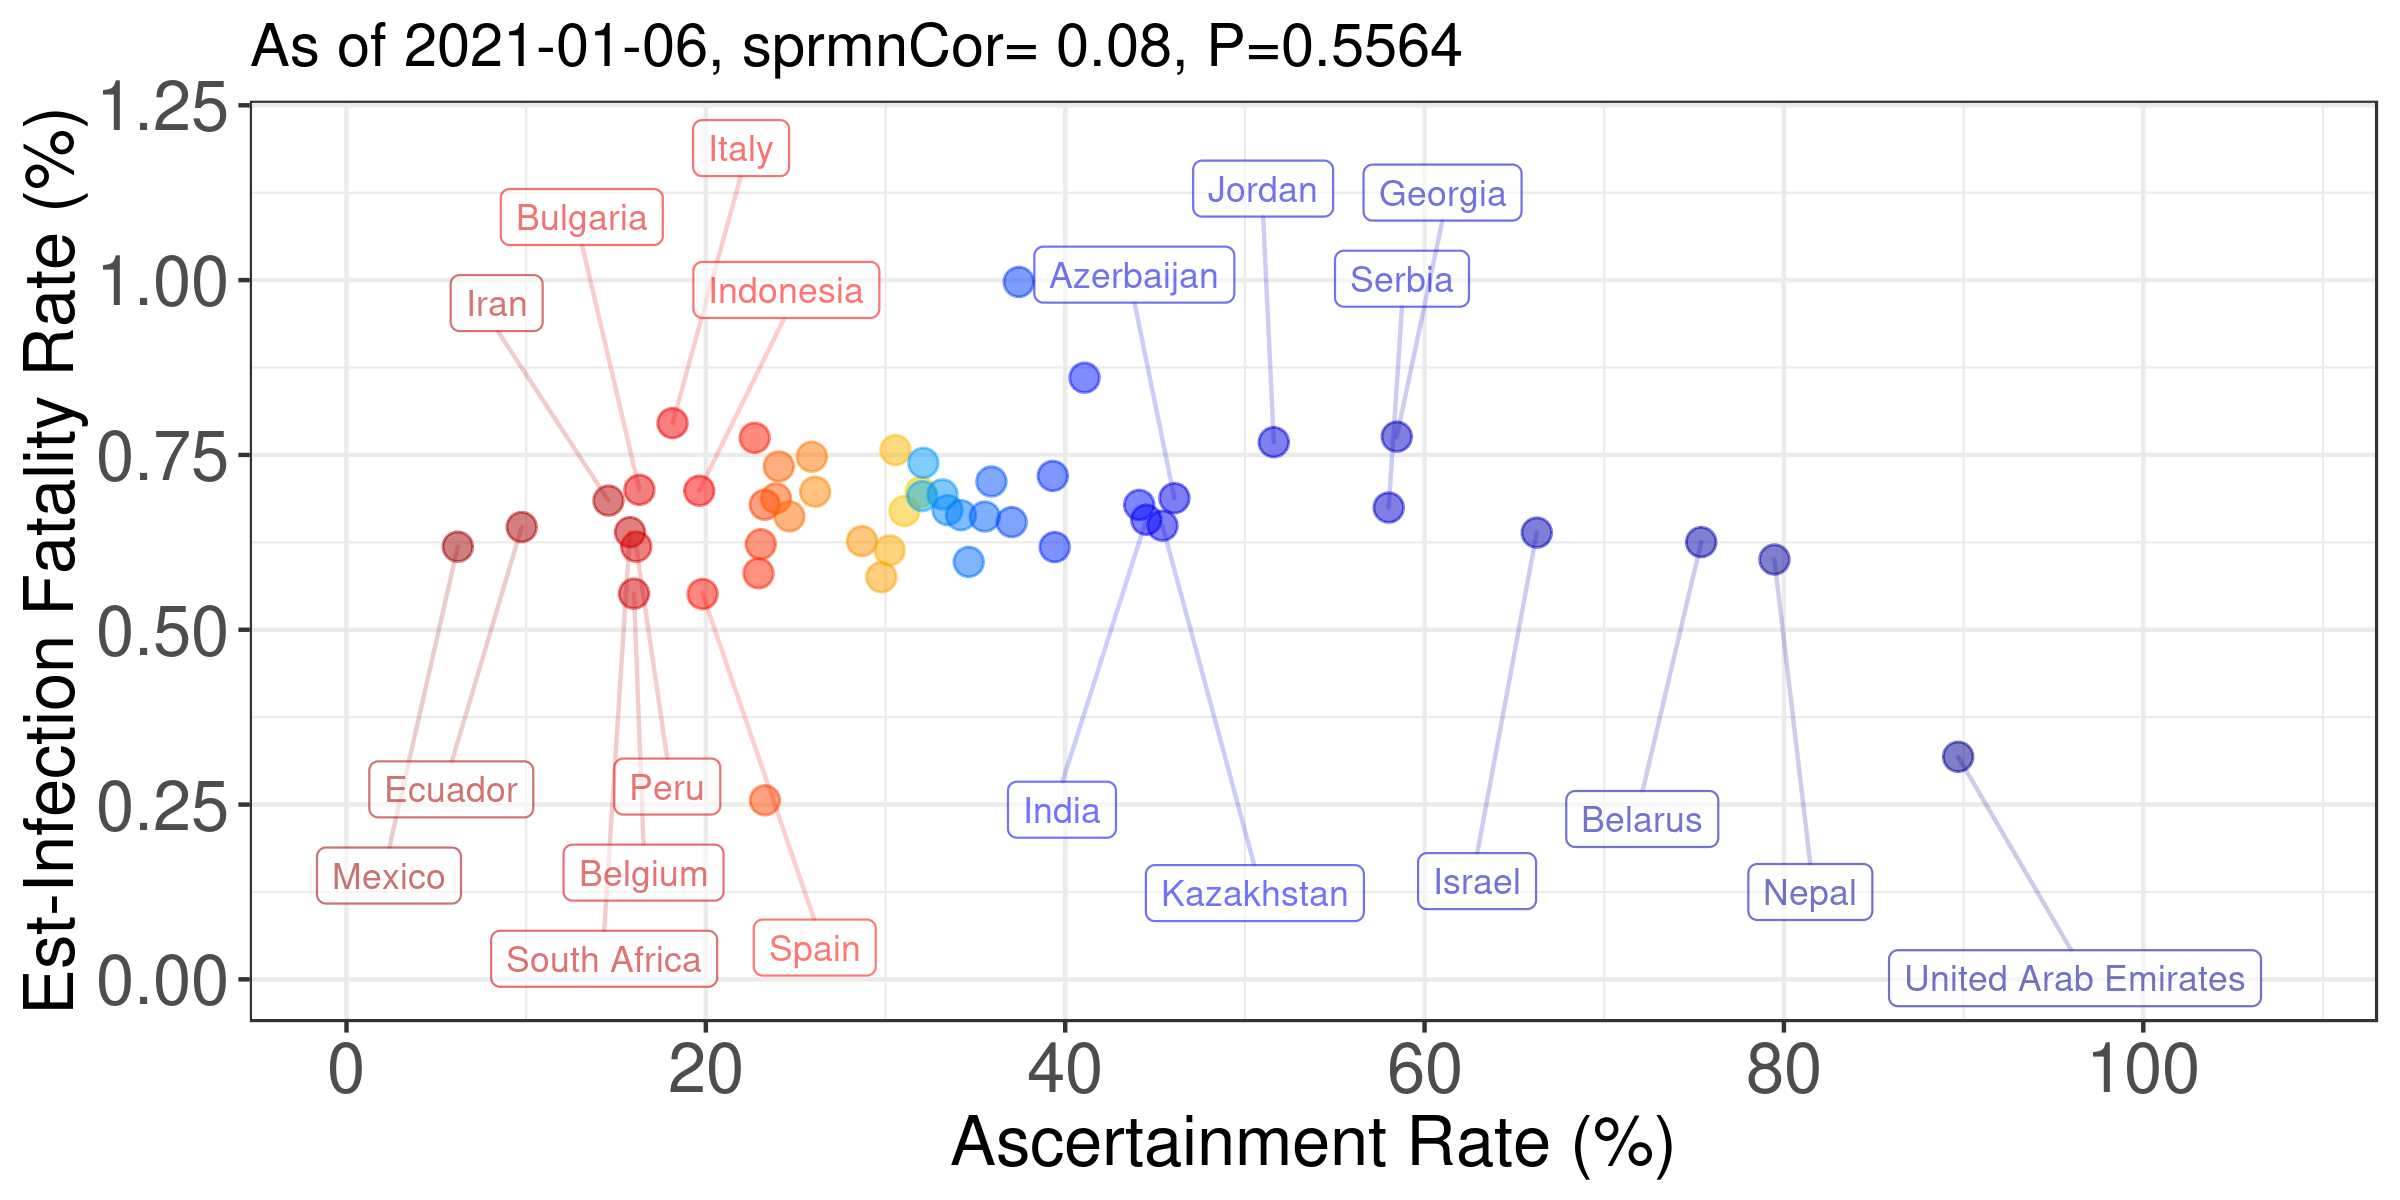 As of 2021-01-06, sprmnCor= 0.08, P=0.5564
Est-Infection Fatality Rate (%)
1.25
1.00
0.75
0.50
0.25
0.00
Italy
Bulgaria
Iran
Indonesia
Jordan
Georgia
Azerbaijan
Serbia
Ecuador
Peru
Mexico
Belgium
South Africa
Spain
India
Kazakhstan
Israel
Belarus
Nepal
United Arab Emirates
0
20
40
60
80
100
Ascertainment Rate (%)